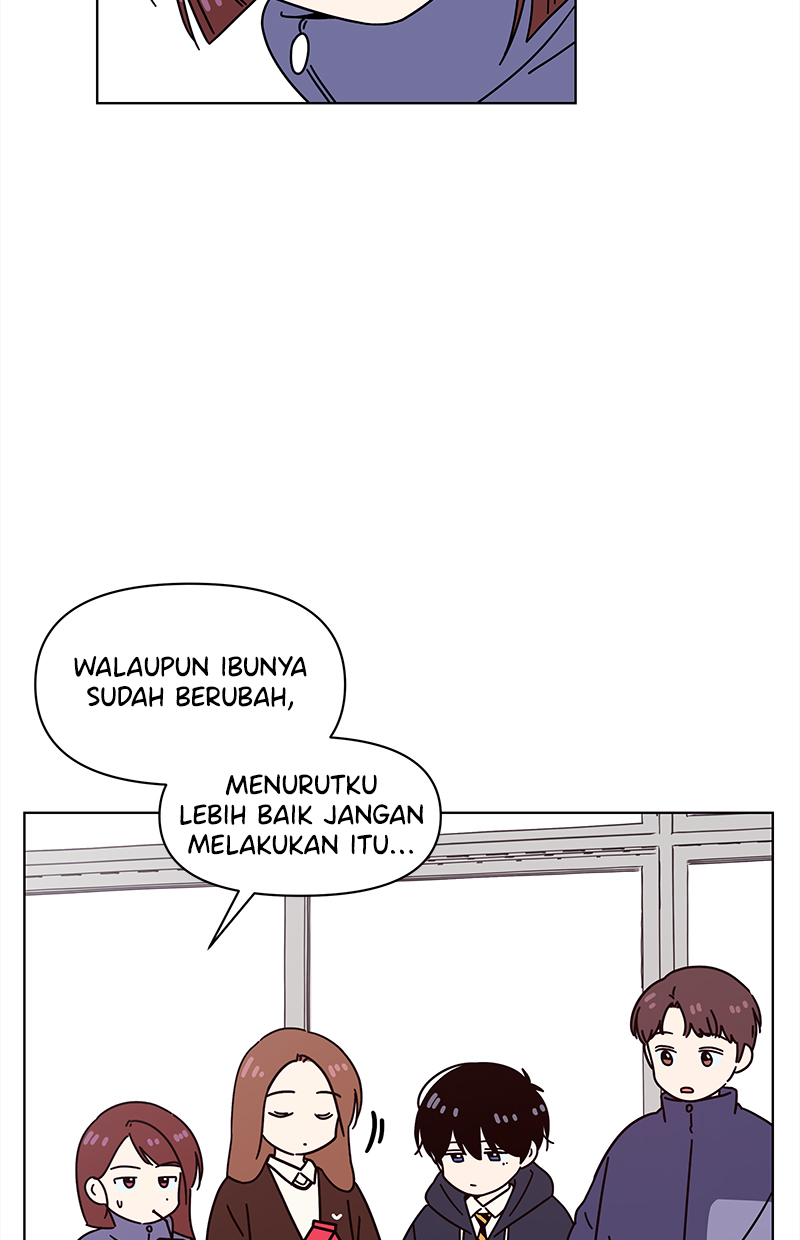 WALAUPUN IBUNYA
SUDAH BERUBAH,
MENURUTKU
LEBIH BAIK JANGAN
MELAKUKAN ITU...